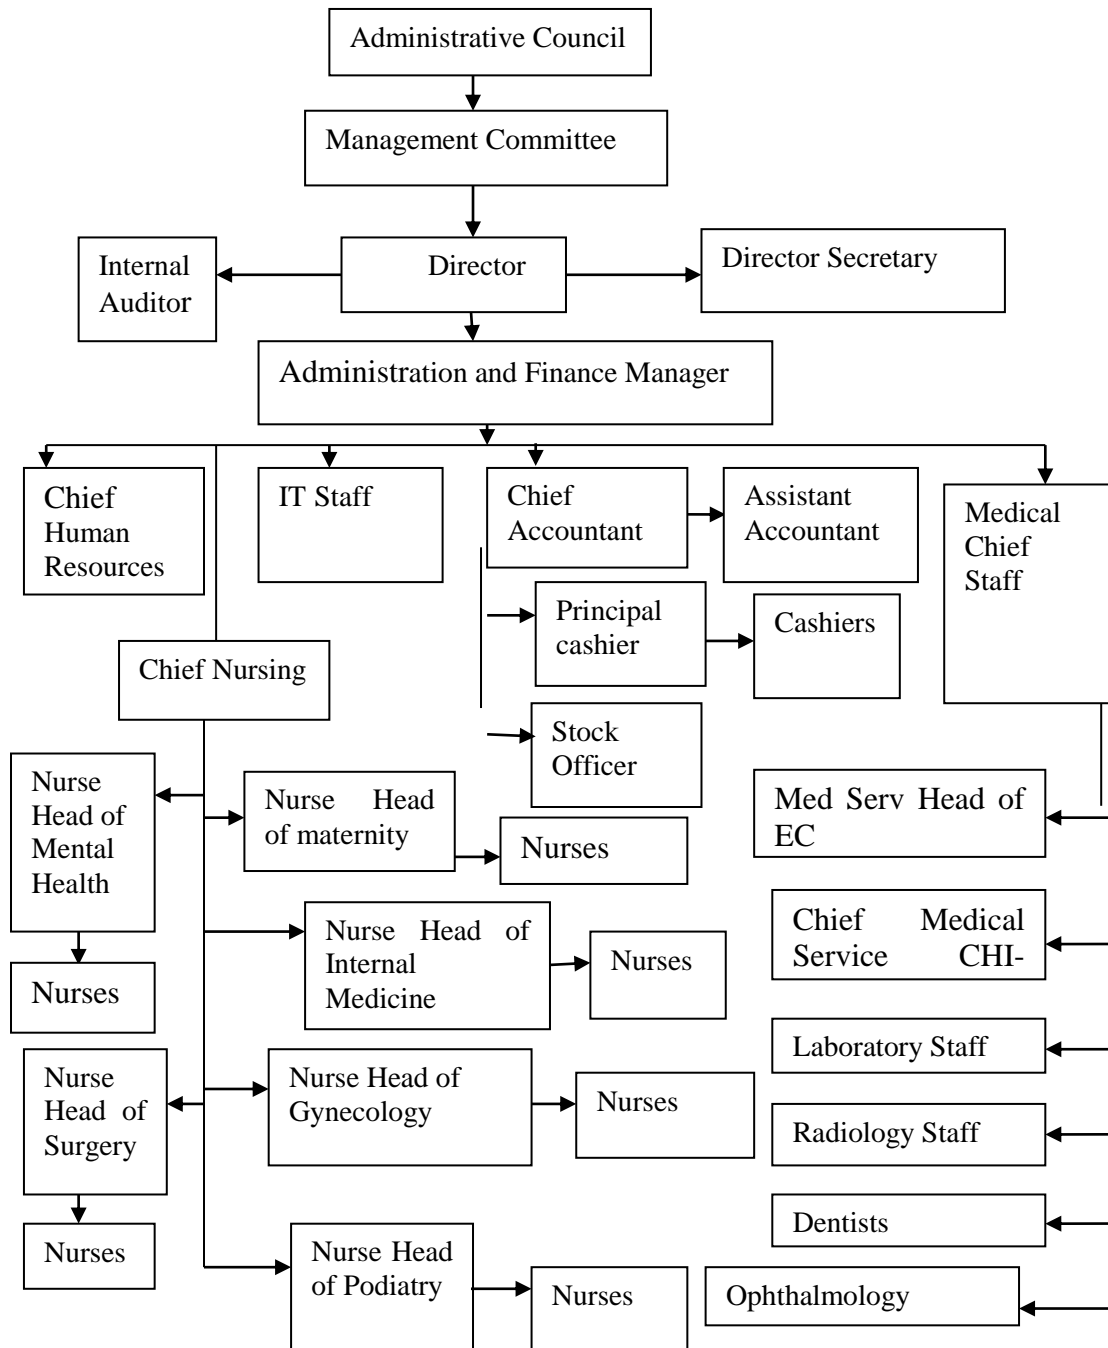 Administrative Council
Management Committee
Internal
Auditor
Director
Director Secretary
Administration and Finance Manager
Chief
Human
Resources
IT Staff
Chief
Accountant
Assistant
Accountant
Medical
Chief
Staff
Principal
cashier
Cashiers
Chief Nursing
Stock
Officer
Nurse
Head of
Mental
Health
Nurse Head
of maternity
Nurses
Med Serv Head of
EC
Nurse Head of
Internal
Medicine
Nurses
Chief Medical
Service CHI-
Nurses
Laboratory Staff
Nurse
Head of
Surgery
Nurse Head of
Gynecology
Nurses
Radiology Staff
Nurses
Dentists
Nurse Head
of Podiatry
Nurses
Ophthalmology